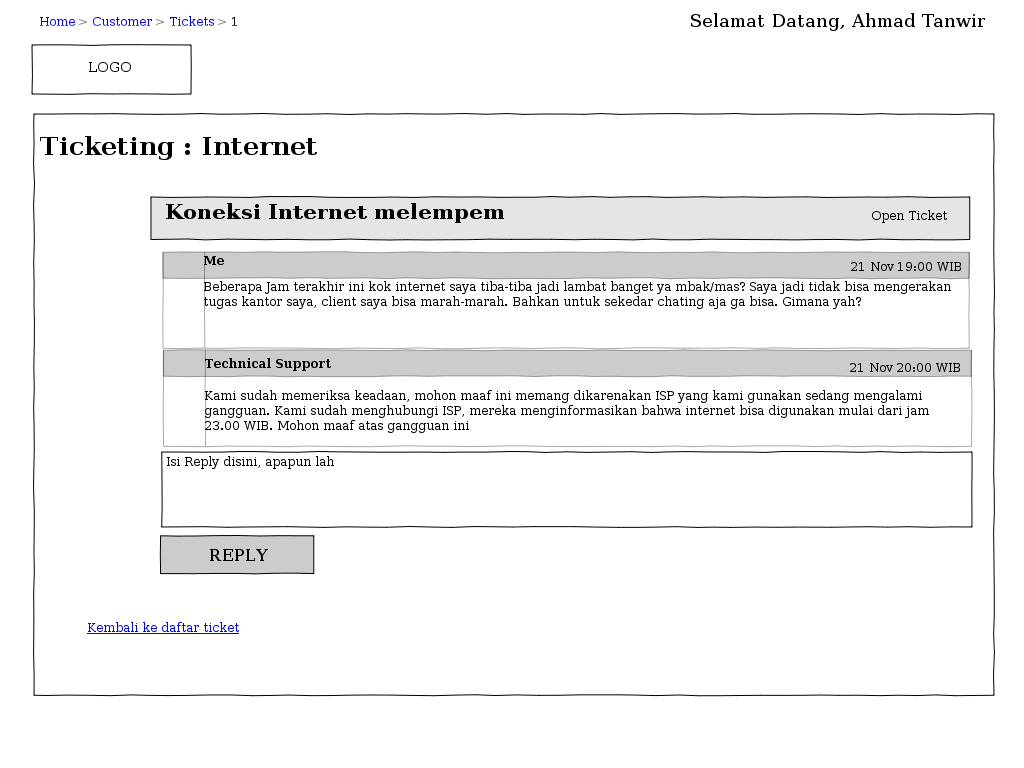 Home > Customer > Tickets > 1
Selamat Datang, Ahmad Tanwir
LOGO
Ticketing : Internet
Koneksi Internet melempem
Open Ticket
Me
21 Nov 19:00 WIB
Beberapa Jam terakhir ini kok internet saya tiba-tiba jadi lambat banget ya mbak/mas? Saya jadi tidak bisa mengerakan
tugas kantor saya, client saya bisa marah-marah. Bahkan untuk sekedar chating aja ga bisa. Gimana yah?
Technical Support
21 Nov 20:00 WIB
Kami sudah memeriksa keadaan, mohon maaf ini memang dikarenakan ISP yang kami gunakan sedang mengalami
gangguan. Kami sudah menghubungi ISP, mereka menginformasikan bahwa internet bisa digunakan mulai dari jam
23.00 WIB. Mohon maaf atas gangguan ini
Isi Reply disini, apapun lah
REPLY
Kembali ke daftar ticket